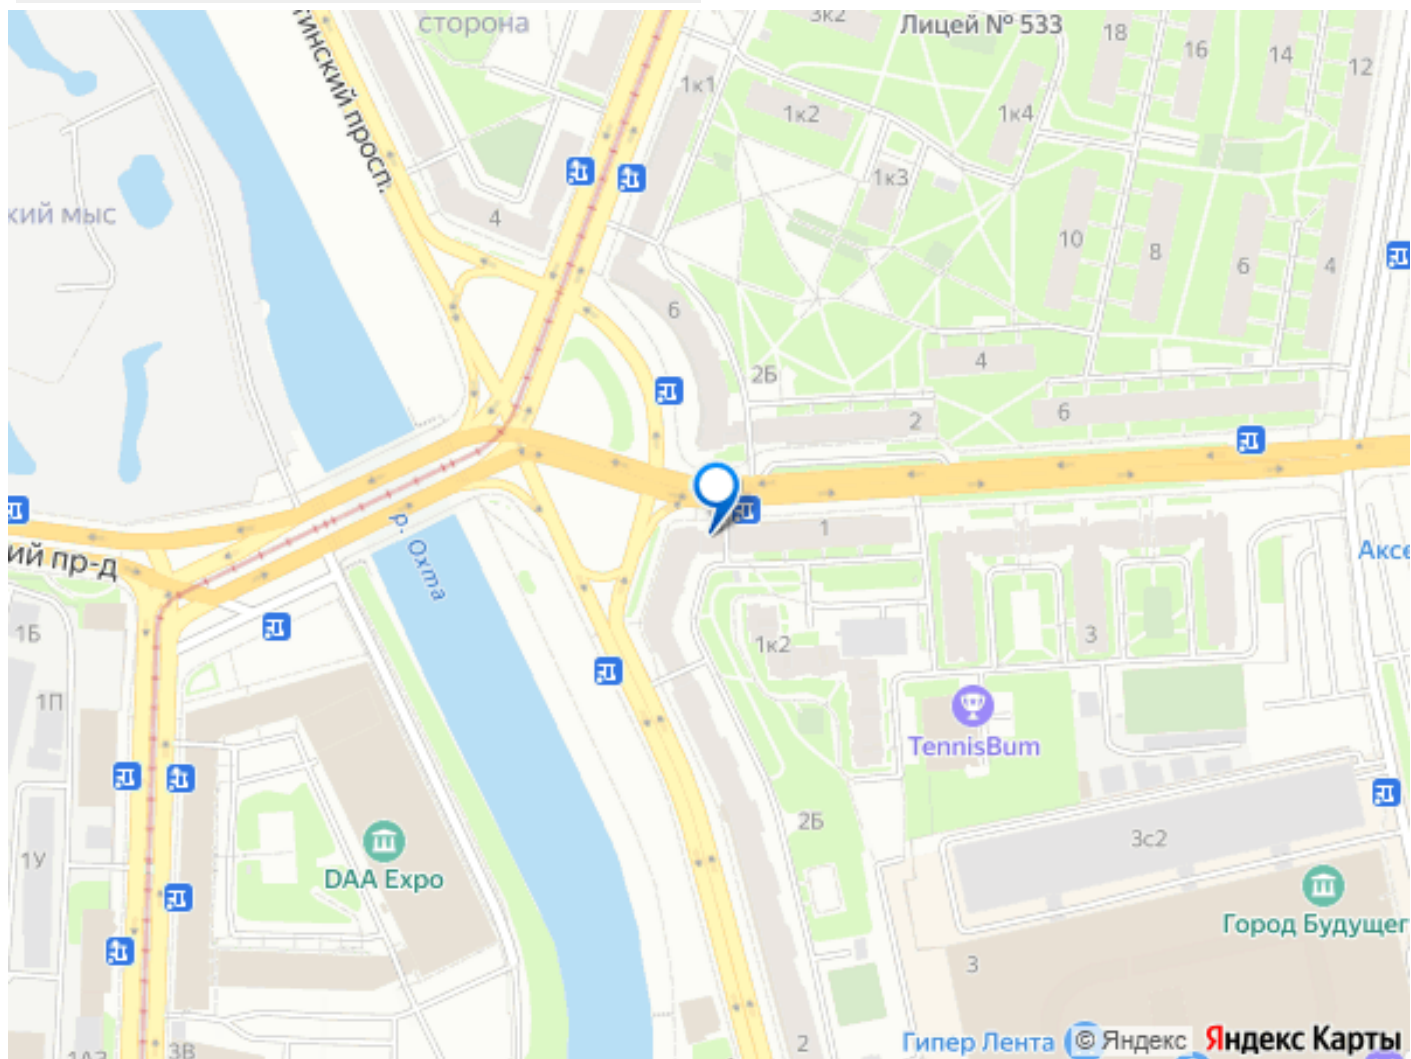 сторона
Лицей № 533
тинский просп.
3к2
18
16
14
12
1к1
1к2
1к4
1к3
кий мыс
4
10
8
6
4
6
2Б
4
6
2
р. Охта
1
ий пр-д
Аксе
1Б
1к2
3
1П
TennisBum
2Б
3с2
1У
DAA Expo
Город Будущег
3
2
3В
Гипер Лента
© Яндекс
Яндекс Карты